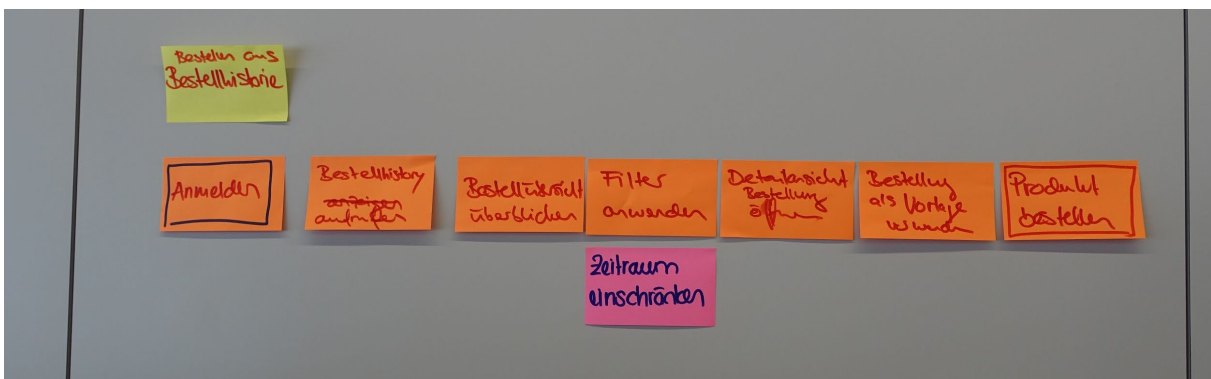 Bestellen aus
Bestellhistorie
Anmelden
Bestellhistory
anzeigen
aufrufen
Bestellübersicht
überblicken
Filter
anwenden
Detailansicht
Bestellung
öffnen
Bestellung
als Vorlage
verwenden
Produkt
bestellen
Zeitraum
einschränken